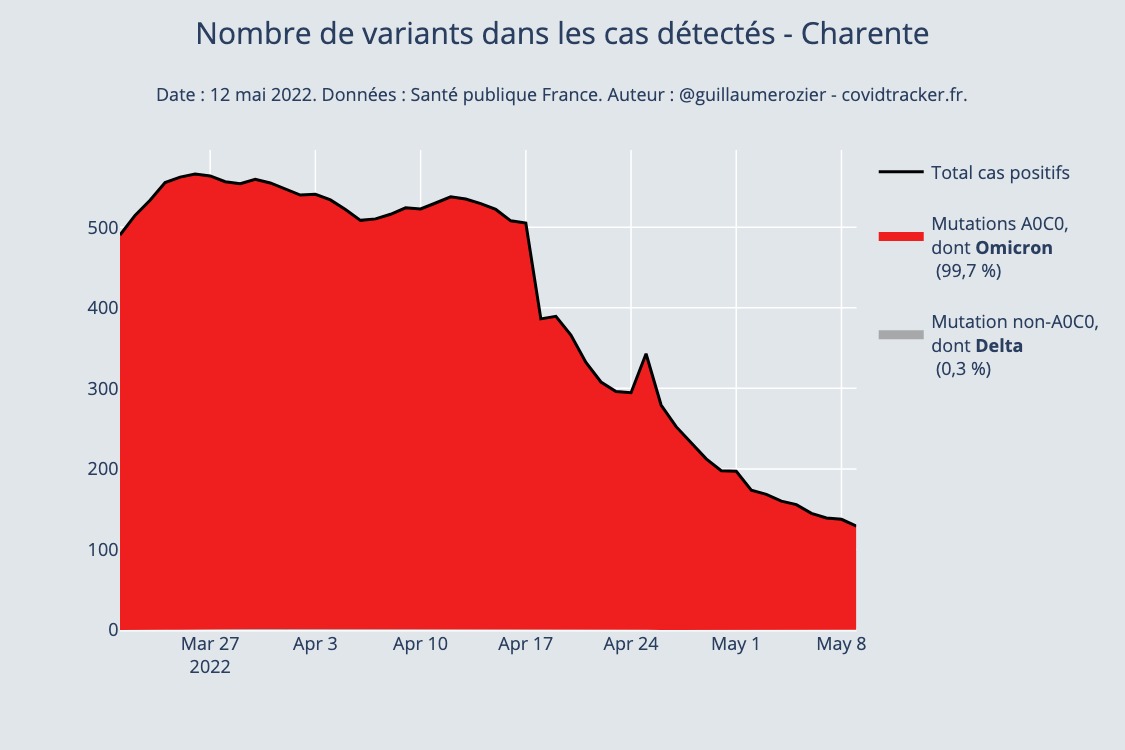 Nombre de variants dans les cas détectés - Charente
Date : 12 mai 2022. Données : Santé publique France. Auteur : @guillaumerozier - covidtracker.fr.
Total cas positifs
Mutations A0C0,
dont Omicron
(99,7 %)
Mutation non-A0C0,
dont Delta
(0,3 %)
500
400
300
200
100
0
Mar 27
2022
Apr 3
Apr 10
Apr 17
Apr 24
May 1
May 8